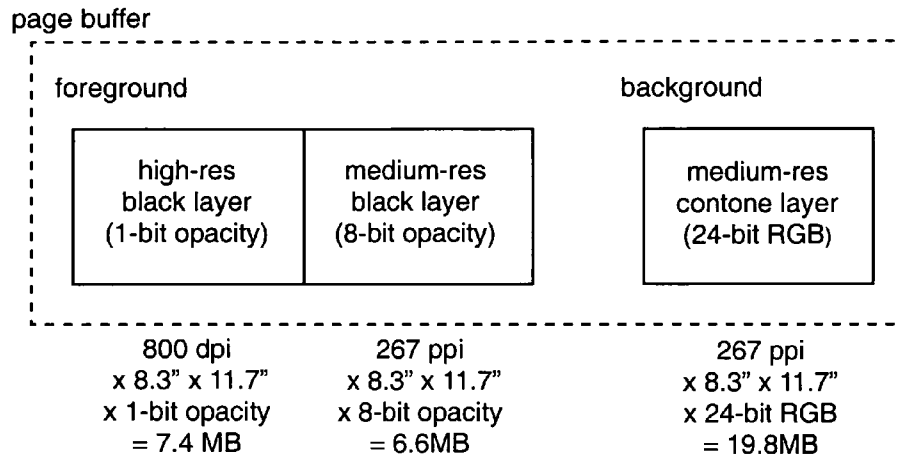 page buffer
foreground
background
high-res
black layer
(1-bit opacity)
medium-res
black layer
(8-bit opacity)
medium-res
contone layer
(24-bit RGB)
800 dpi
x 8.3” x 11.7”
x 1-bit opacity
= 7.4 MB
267 ppi
x 8.3” x 11.7”
x 8-bit opacity
= 6.6MB
267 ppi
x 8.3” x 11.7”
x 24-bit RGB
= 19.8MB